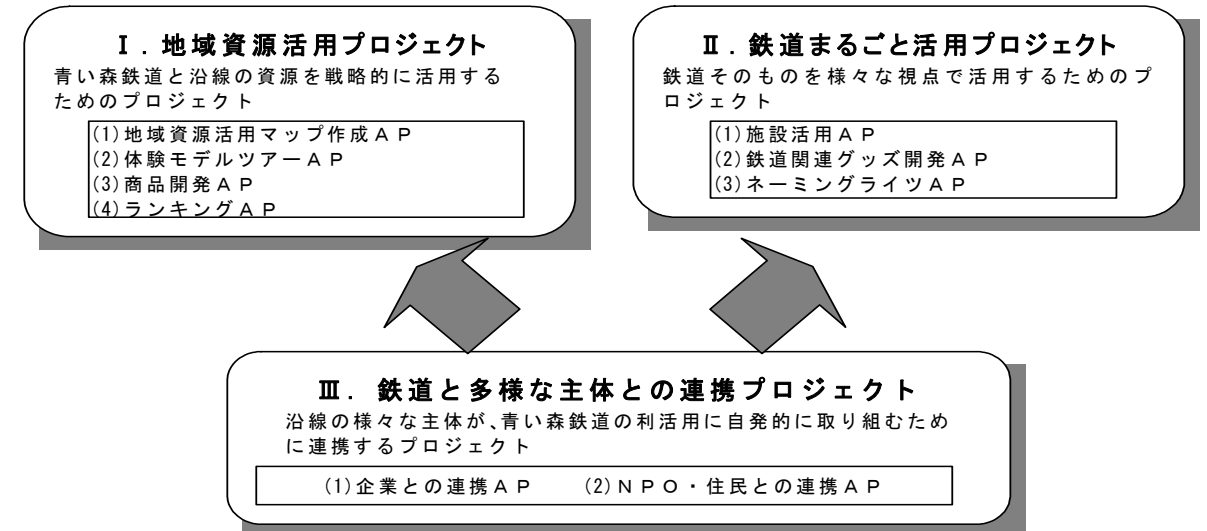 Ⅰ．地域資源活用プロジェクト
青い森鉄道と沿線の資源を戦略的に活用する
ためのプロジェクト
(1)地域資源活用マップ作成ＡＰ
(2)体験モデルツアーＡＰ
(3)商品開発ＡＰ
(4)ランキングＡＰ
Ⅱ．鉄道まるごと活用プロジェクト
鉄道そのものを様々な視点で活用するためのプ
ロジェクト
(1)施設活用ＡＰ
(2)鉄道関連グッズ開発ＡＰ
(3)ネーミングライツＡＰ
Ⅲ．鉄道と多様な主体との連携プロジェクト
沿線の様々な主体が、青い森鉄道の利活用に自発的に取り組むため
に連携するプロジェクト
(1)企業との連携ＡＰ　(2)ＮＰＯ・住民との連携ＡＰ